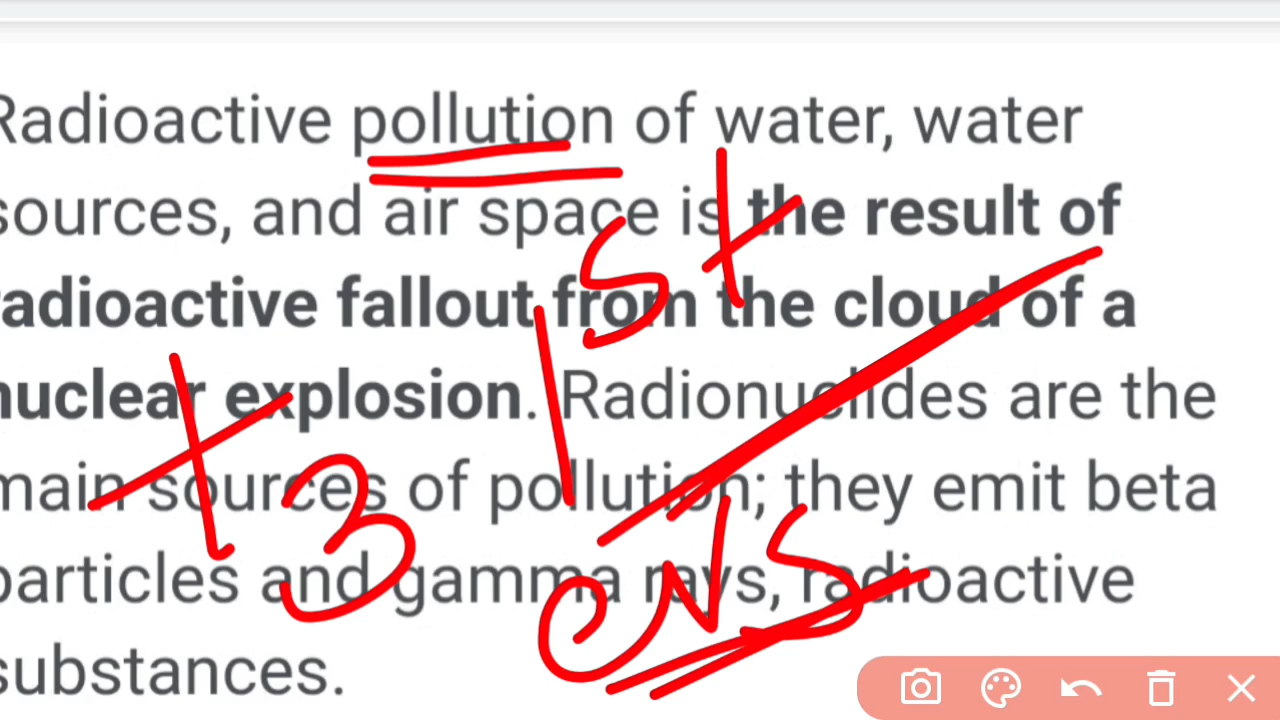 Radioactive pollution of water, water
sources, and air space is the result of
radioactive fallout from the cloud of a
nuclear explosion. Radionuclides are the
main sources of pollution; they emit beta
particles and gamma rays, radioactive
substances.
1st
+3